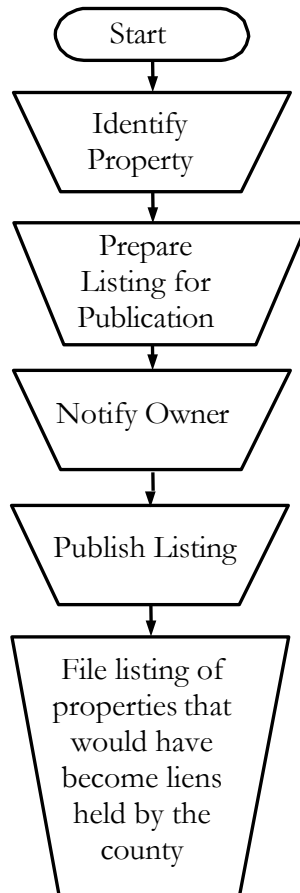 Start
Identify
Property
Prepare
Listing for
Publication
Notify Owner
Publish Listing
File listing of
properties that
would have
become liens
held by the
county